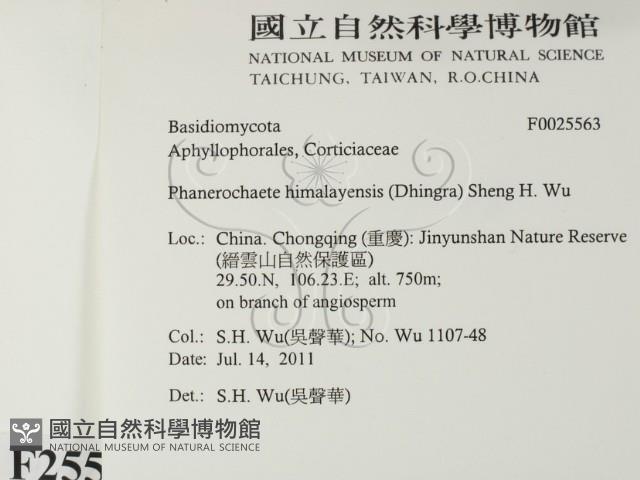 國立自然科學博物館
NATIONAL MUSEUM OF NATURAL SCIENCE
TAICHUNG, TAIWAN, R.O.CHINA
Basidiomycota F0025563
Aphyllophorales, Corticiaceae
Phanerochaete himalayensis (Dhingra) Sheng H. Wu
Loc.: China. Chongqing (重慶): Jinyunshan Nature Reserve
(縉雲山自然保護區)
29.50.N, 106.23.E; alt. 750m;
on branch of angiosperm
Col.: S.H. Wu(吳聲華); No. Wu 1107-48
Date: Jul. 14, 2011
Det.: S.H. Wu(吳聲華)
國立自然科學博物館
NATIONAL MUSEUM OF NATURAL SCIENCE
F255